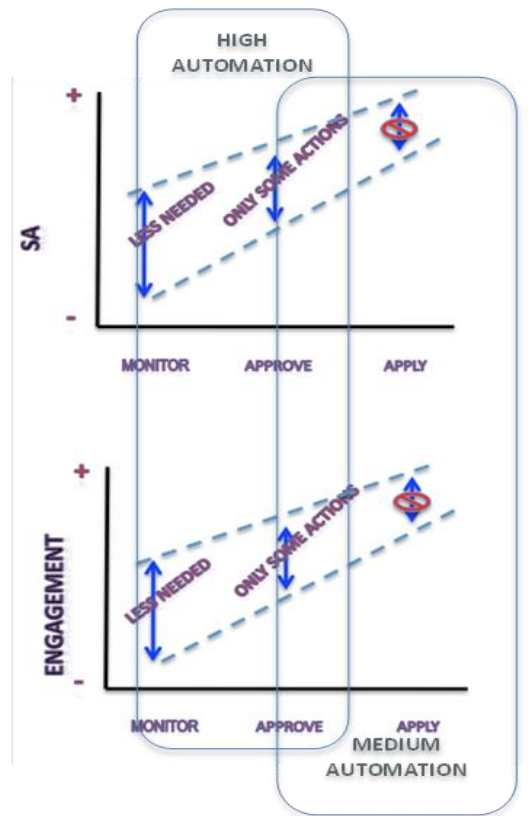 HIGH
AUTOMATION
+
LESS NEEDED
ONLY SOME ACTIONS
SA
-
MONITOR APPROVE APPLY
+
LESS NEEDED
ONLY SOME ACTIONS
ENGAGEMENT
-
MONITOR APPROVE APPLY
MEDIUM
AUTOMATION